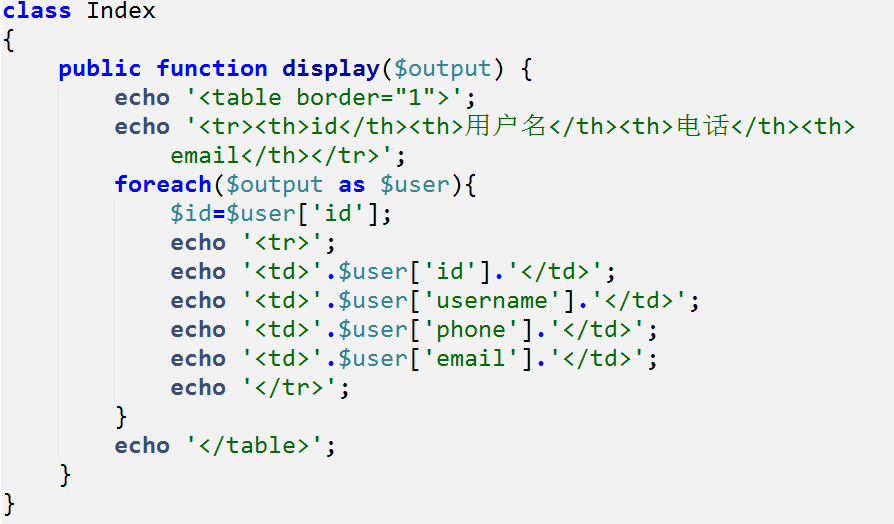 class Index
{
    public function display($output) {
        echo '<table border="1">';
        echo '<tr><th>id</th><th>用户名</th><th>电话</th><th>
            email</th></tr>';
        foreach($output as $user){
            $id=$user['id'];
            echo '<tr>';
            echo '<td>'.$user['id'].'</td>';
            echo '<td>'.$user['username'].'</td>';
            echo '<td>'.$user['phone'].'</td>';
            echo '<td>'.$user['email'].'</td>';
            echo '</tr>';
        }
        echo '</table>';
    }
}